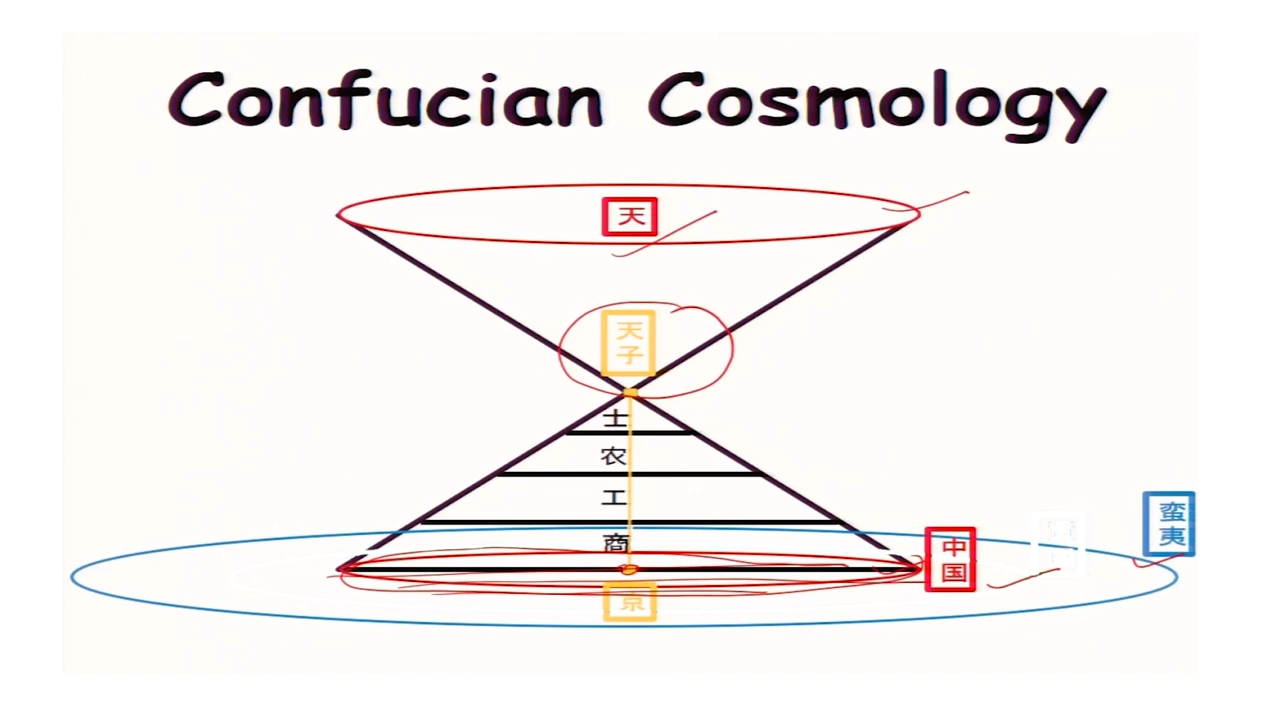 Confucian Cosmology
天
天
子
士
农
工
商
中
国
蛮
夷
京